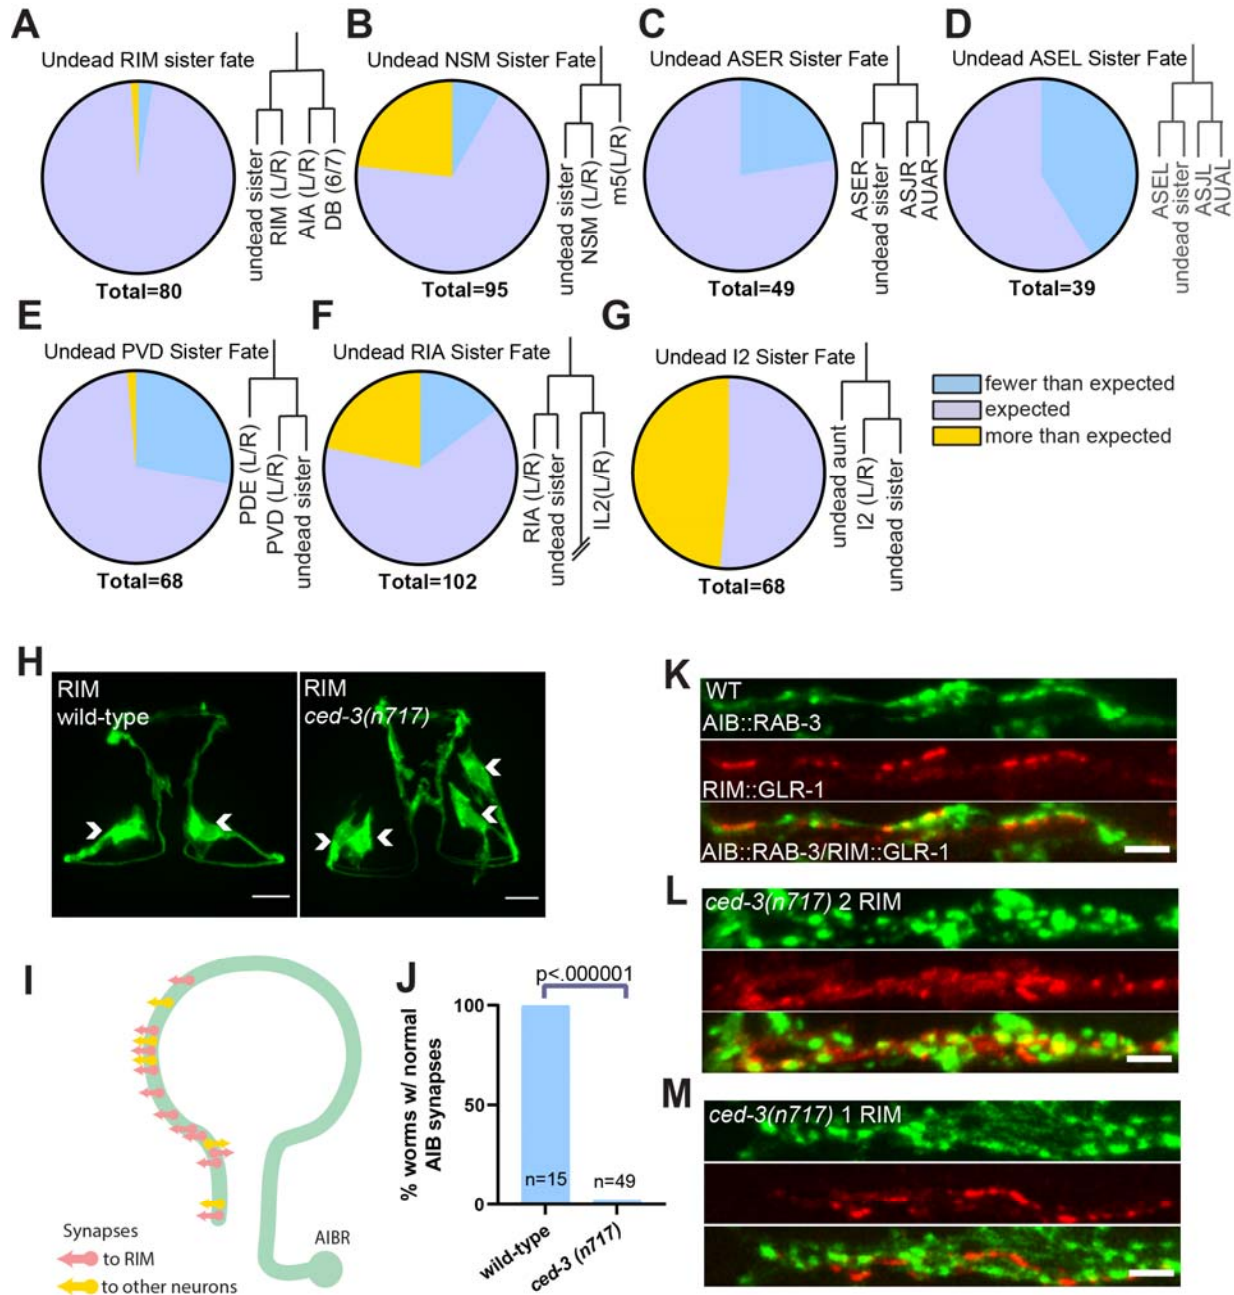 A
Undead RIM sister fate
undead sister
RIM (L/R)
AIA (L/R)
DB (6/7)
Total=80
B
Undead NSM Sister Fate
undead sister
NSM (L/R)
m5(L/R)
Total=95
C
Undead ASER Sister Fate
ASER
undead sister
ASJR
AUAR
Total=49
D
Undead ASEL Sister Fate
ASEL
undead sister
ASJL
AUAL
Total=39
E
Undead PVD Sister Fate
PDE (L/R)
PVD (L/R)
undead sister
Total=68
F
Undead RIA Sister Fate
RIA (L/R)
undead sister
IL2(L/R)
Total=102
G
Undead I2 Sister Fate
undead aunt
I2 (L/R)
undead sister
Total=68
fewer than expected
expected
more than expected
H
RIM
wild-type
RIM
ced-3(n717)
I
Synapses
to RIM
to other neurons
AIBR
J
p<.000001
% worms w/ normal
AIB synapses
100
50
0
n=15
n=49
wild-type
ced-3 (n717)
K
WT
AIB::RAB-3
RIM::GLR-1
AIB::RAB-3/RIM::GLR-1
L
ced-3(n717) 2 RIM
M
ced-3(n717) 1 RIM